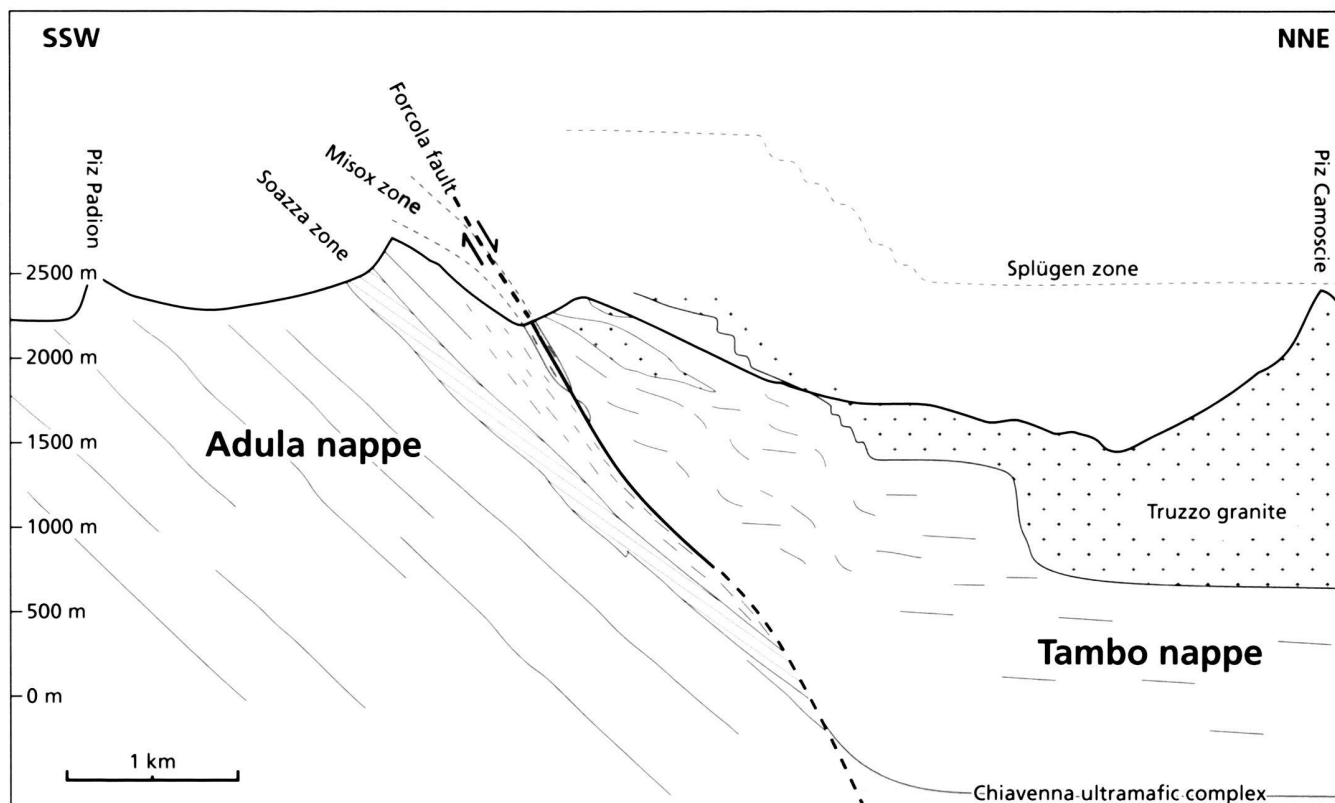 SSW
NNE
Piz Padion
Soazza zone
Misox zone
Forcola fault
Piz Camoscie
Splügen zone
2500 m
2000 m
1500 m
1000 m
500 m
0 m
Adula nappe
Truzzo granite
Tambo nappe
1 km
Chiavenna ultramafic complex